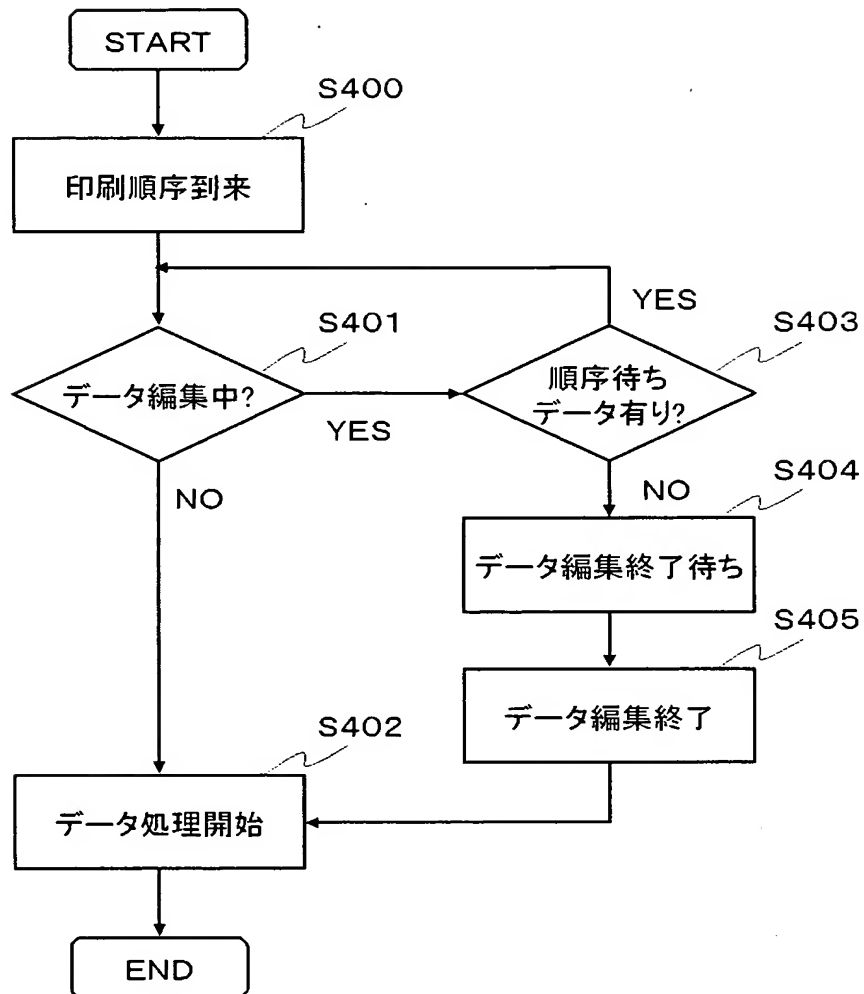 START
S400
印刷順序到来
YES
S401
S403
データ編集中?
順序待ち
データ有り?
YES
NO
NO
S404
データ編集終了待ち
S405
データ編集終了
S402
データ処理開始
END